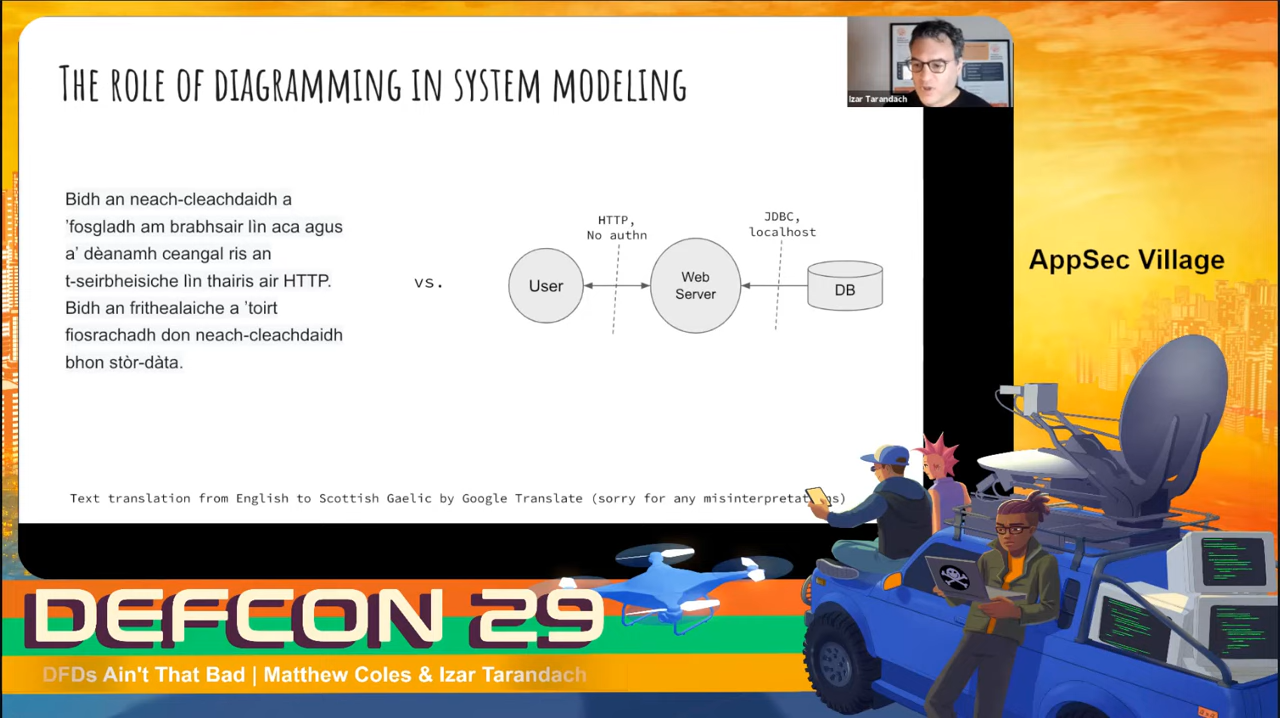 THE ROLE OF DIAGRAMMING IN SYSTEM MODELING
Izar Tarandach
Bidh an neach-cleachdaidh a
'fosgladh am brabhsair lìn aca agus
a' dèanamh ceangal ris an
t-seirbheisiche lìn thairis air HTTP.
Bidh an frithealaiche a 'toirt
fiosrachadh don neach-cleachdaidh
bhon stòr-dàta.
vs.
HTTP,
No authn
JDBC,
localhost
User
Web
Server
DB
Text translation from English to Scottish Gaelic by Google Translate (sorry for any misinterpretations)
AppSec Village
DEFCON 29
DFDs Ain't That Bad | Matthew Coles & Izar Tarandach